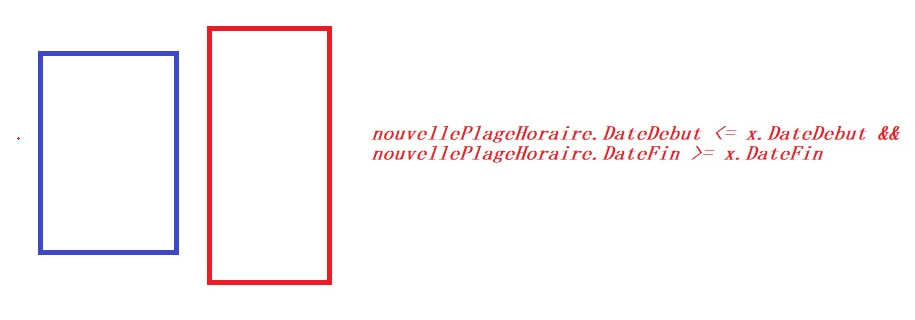 nouvellePlageHoraire.DateDebut <= x.DateDebut &&
nouvellePlageHoraire.DateFin >= x.DateFin